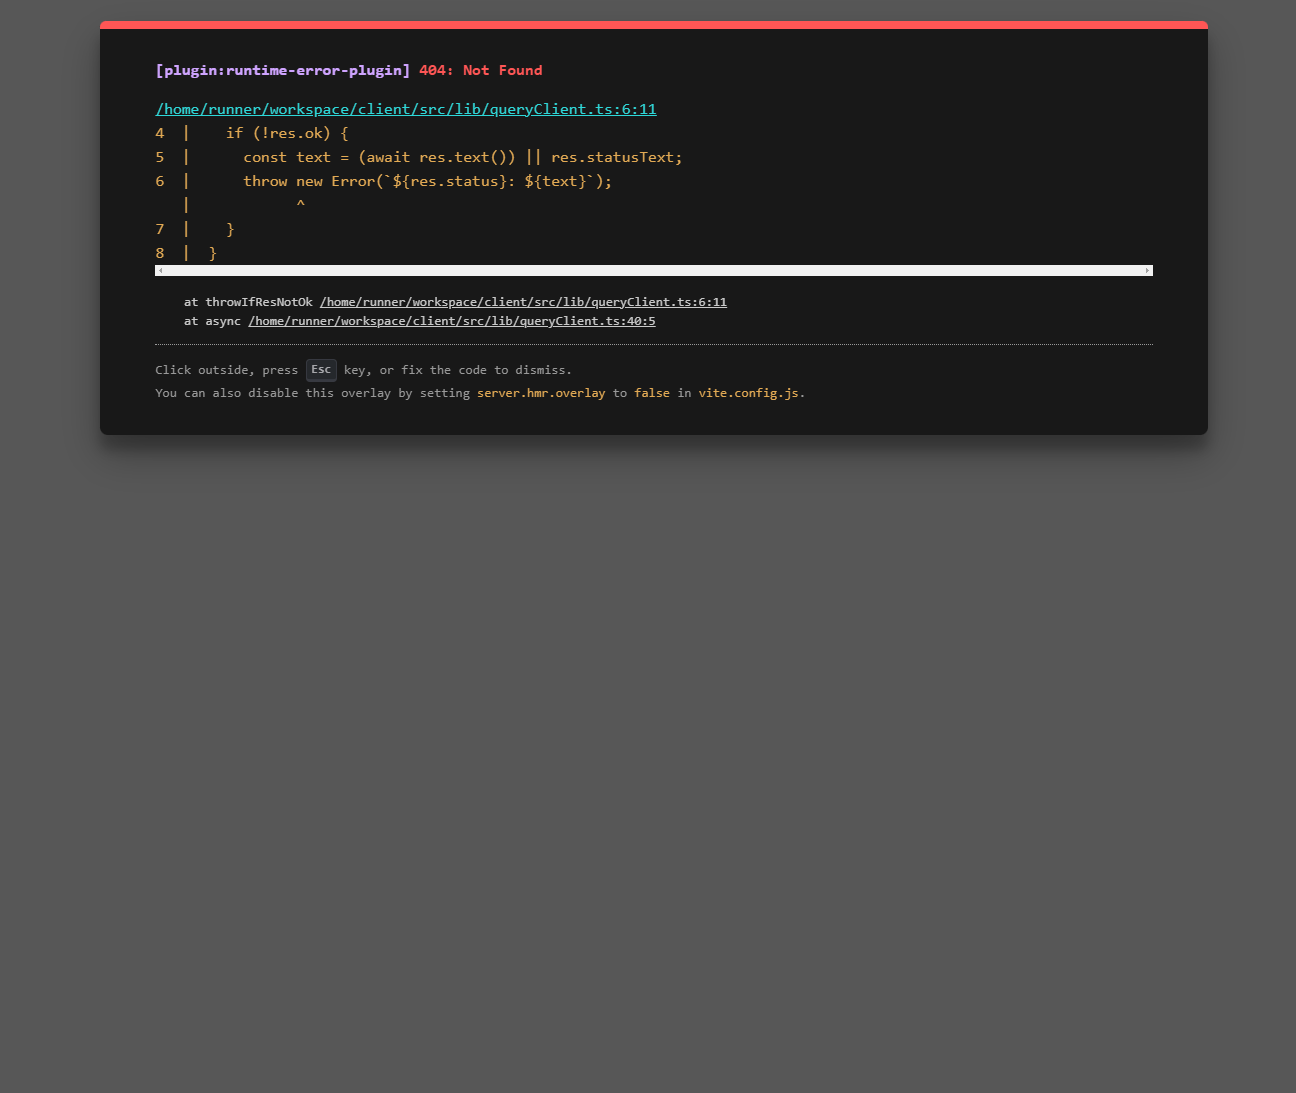 [plugin:runtime-error-plugin] 404: Not Found
/home/runner/workspace/client/src/lib/queryClient.ts:6:11
4  |    if (!res.ok) {
5  |      const text = (await res.text()) || res.statusText;
6  |      throw new Error(`${res.status}: ${text}`);
   |            ^
7  |    }
8  |  }
at throwIfResNotOk /home/runner/workspace/client/src/lib/queryClient.ts:6:11
at async /home/runner/workspace/client/src/lib/queryClient.ts:40:5
Click outside, press Esc key, or fix the code to dismiss.
You can also disable this overlay by setting server.hmr.overlay to false in vite.config.js.